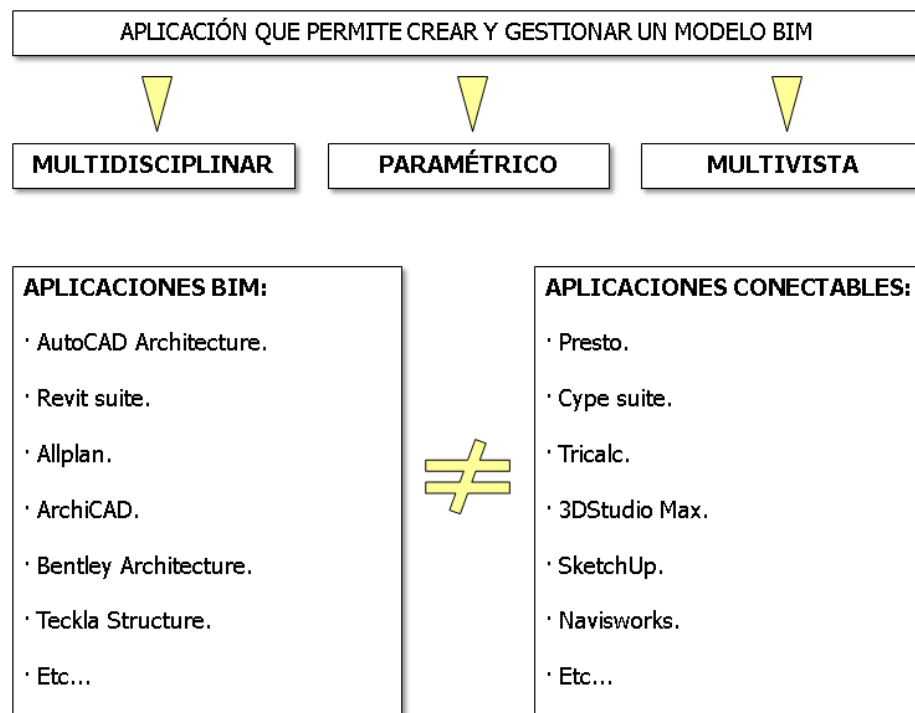 APLICACIÓN QUE PERMITE CREAR Y GESTIONAR UN MODELO BIM
MULTIDISCIPLINAR
PARAMÉTRICO
MULTIVISTA
APLICACIONES BIM:
· AutoCAD Architecture.
· Revit suite.
· Allplan.
· ArchiCAD.
· Bentley Architecture.
· Teckla Structure.
· Etc...
≠
APLICACIONES CONECTABLES:
· Presto.
· Cype suite.
· Tricalc.
· 3DStudio Max.
· SketchUp.
· Navisworks.
· Etc...